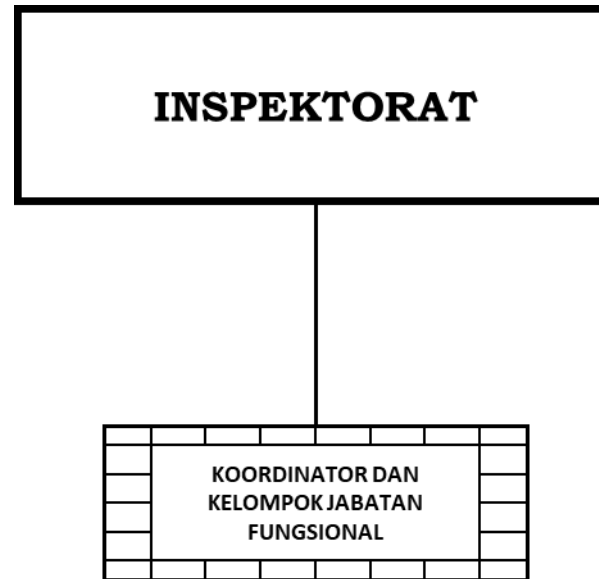 INSPEKTORAT
KOORDINATOR DAN
KELOMPOK JABATAN
FUNGSIONAL